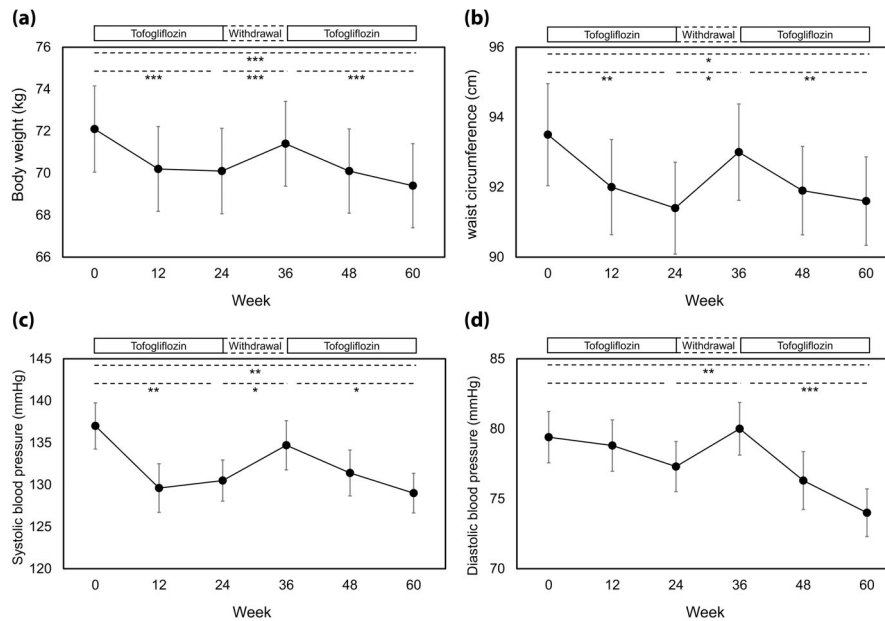 (a)
Tofogliflozin Withdrawal Tofogliflozin
76
74
72
70
68
66
Body weight (kg)
***
*** *** ***
0 12 24 36 48 60
Week
(b)
Tofogliflozin Withdrawal Tofogliflozin
96
94
92
90
waist circumference (cm)
*
** * **
0 12 24 36 48 60
Week
(c)
Tofogliflozin Withdrawal Tofogliflozin
145
140
135
130
125
120
Systolic blood pressure (mmHg)
**
** * *
0 12 24 36 48 60
Week
(d)
Tofogliflozin Withdrawal Tofogliflozin
85
80
75
70
Diastolic blood pressure (mmHg)
**
***
0 12 24 36 48 60
Week